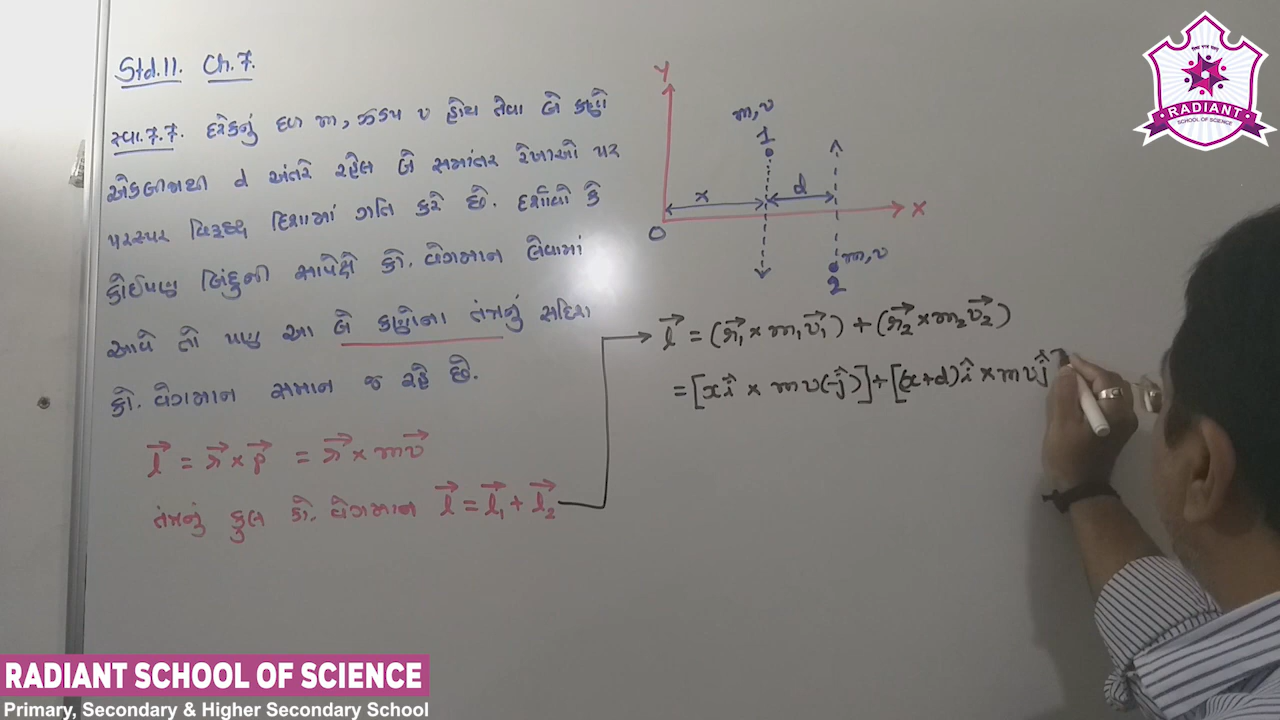 Std.11. Ch.7.
સ્વા.7.7. દરેકનું દળ m, ઝડપ v હોય તેવા બે કણો
એકબીજાથી d અંતરે રહેલ બે સમાંતર રેખાઓ પર
પરસ્પર વિરુદ્ધ દિશામાં ગતિ કરે છે. દર્શાવો કે
કોઈપણ બિંદુની સાપેક્ષે કો. વેગમાન લેવામાં
આવે તો પણ આ બે કણોના તંત્રનું સદિશ
કો. વેગમાન સમાન જ રહે છે.
l⃗ = r⃗ × p⃗ = r⃗ × mv⃗
તંત્રનું કુલ કો. વેગમાન l⃗ = l⃗₁ + l⃗₂
Y
m, v
1
x
d
X
O
m, v
2
l⃗ = (r⃗₁ × m₁v⃗₁) + (r⃗₂ × m₂v⃗₂)
= [x i⃗ × mv(-ĵ)] + [(x+d)î × mvĵ
RADIANT
SCHOOL OF SCIENCE
RADIANT SCHOOL OF SCIENCE
Primary, Secondary & Higher Secondary School